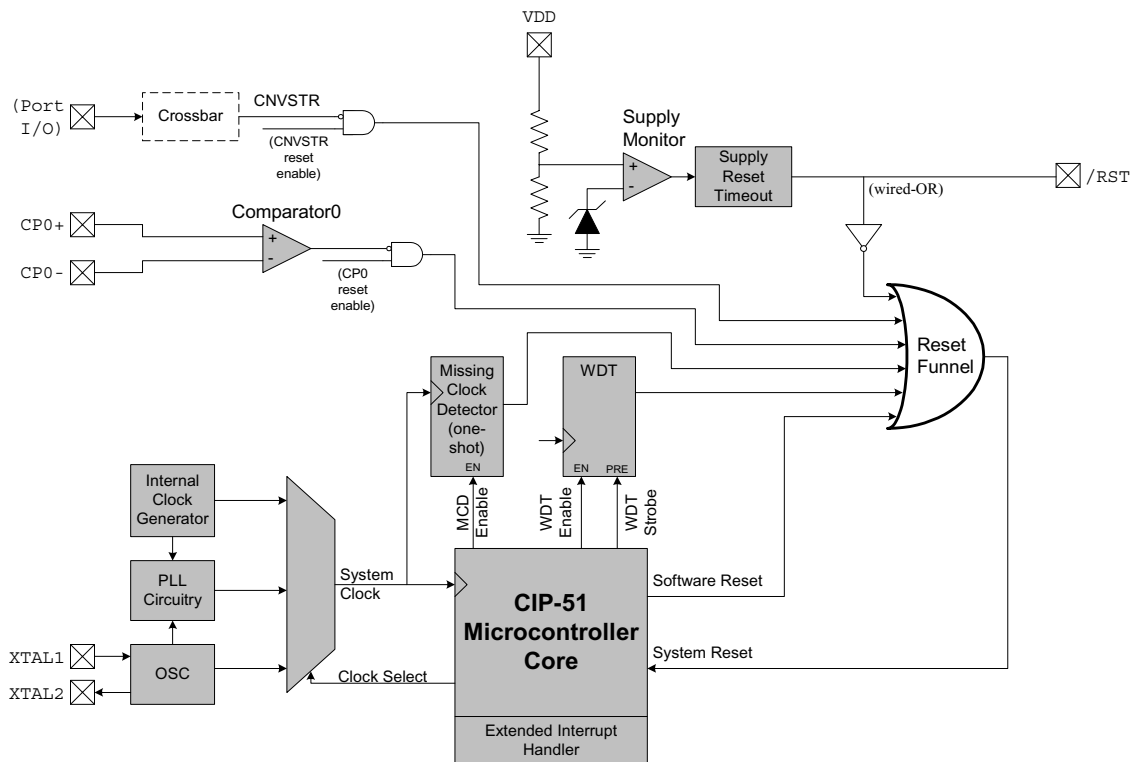 VDD
(Port
I/O)
Crossbar
CNVSTR
(CNVSTR
reset
enable)
Supply
Monitor
+
-
Supply
Reset
Timeout
(wired-OR)
/RST
CP0+
CP0-
Comparator0
+
-
(CP0
reset
enable)
Reset
Funnel
Missing
Clock
Detector
(one-
shot)
EN
WDT
EN
PRE
MCD
Enable
WDT
Enable
WDT
Strobe
Internal
Clock
Generator
PLL
Circuitry
OSC
XTAL1
XTAL2
System
Clock
Clock Select
CIP-51
Microcontroller
Core
Software Reset
System Reset
Extended Interrupt
Handler